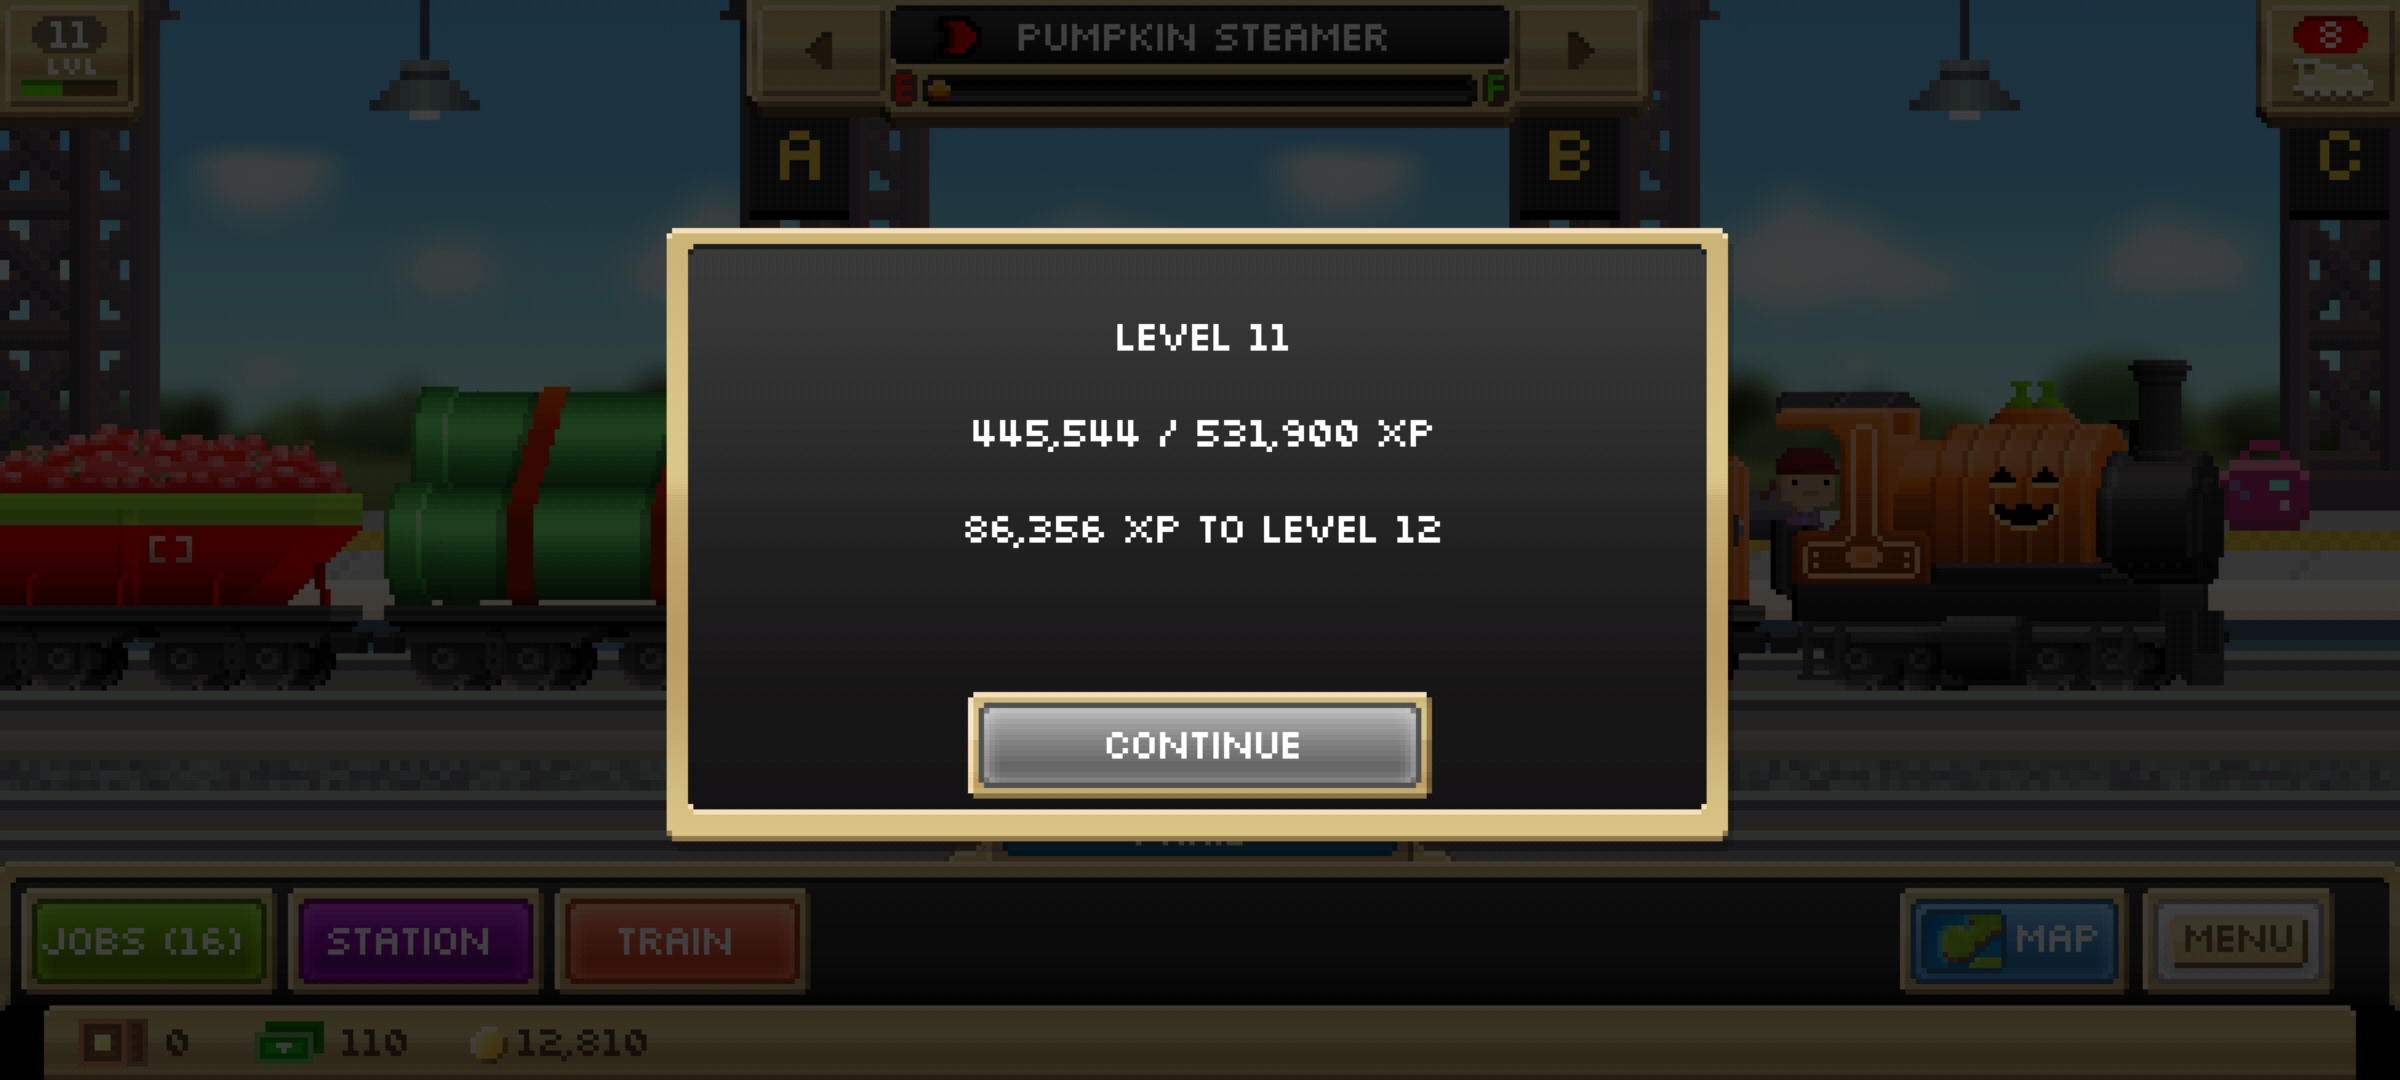 11
LVL
PUMPKIN STEAMER
E
F
8
A
B
C
LEVEL 11
445,544 / 531,900 XP
86,356 XP TO LEVEL 12
CONTINUE
JOBS (16)
STATION
TRAIN
MAP
MENU
0
110
12,810